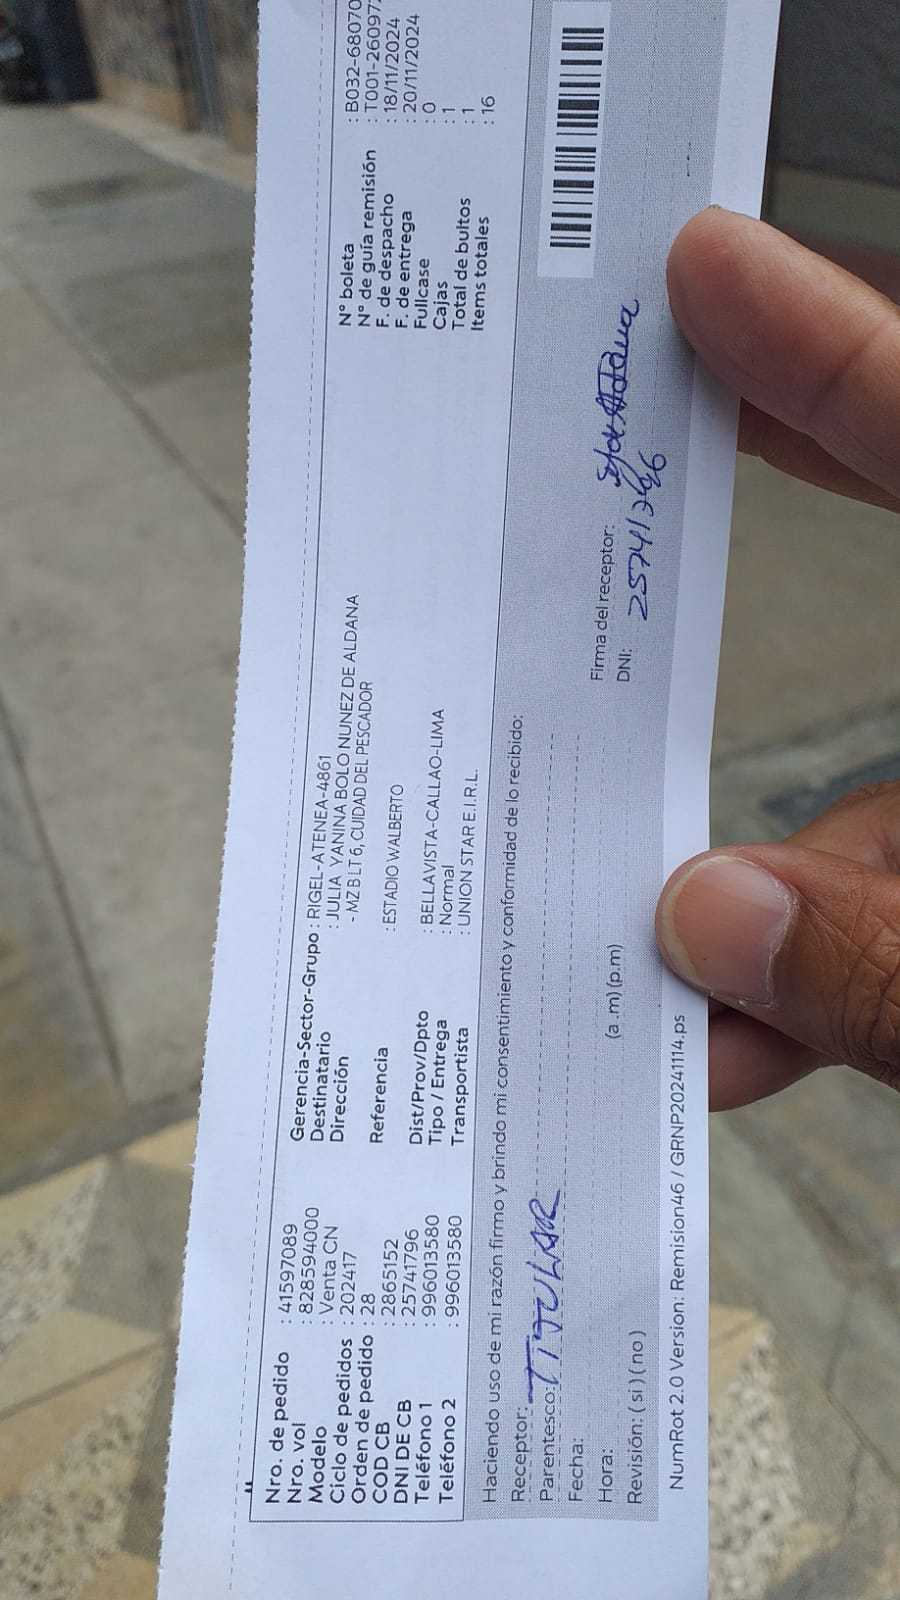 Nro. de pedido : 41597089
Nro. vol : 828594000
Modelo : Venta CN
Ciclo de pedidos : 202417
Orden de pedido : 28
COD CB : 2865152
DNI DE CB : 25741796
Teléfono 1 : 996013580
Teléfono 2 : 996013580
Gerencia-Sector-Grupo : RIGEL-ATENEA-4861
Destinatario : JULIA YANINA BOLO NUNEZ DE ALDANA
Dirección - MZ B LT 6, CUIDAD DEL PESCADOR
Referencia : ESTADIO WALBERTO
Dist/Prov/Dpto : BELLAVISTA-CALLAO-LIMA
Tipo / Entrega : Normal
Transportista : UNION STAR E.I.R.L.
N° boleta : B032-68070
N° de guía remisión : T001-26097
F. de despacho : 18/11/2024
F. de entrega : 20/11/2024
Fullcase : 0
Cajas : 1
Total de bultos : 1
Items totales : 16
Haciendo uso de mi razón firmo y brindo mi consentimiento y conformidad de lo recibido:
Receptor:
Parentesco: TITULAR
Fecha:
Hora: (a .m) (p.m)
Revisión: ( si ) ( no )
Firma del receptor:
DNI:
NumRot 2.0 Version: Remision46 / GRNP20241114.ps